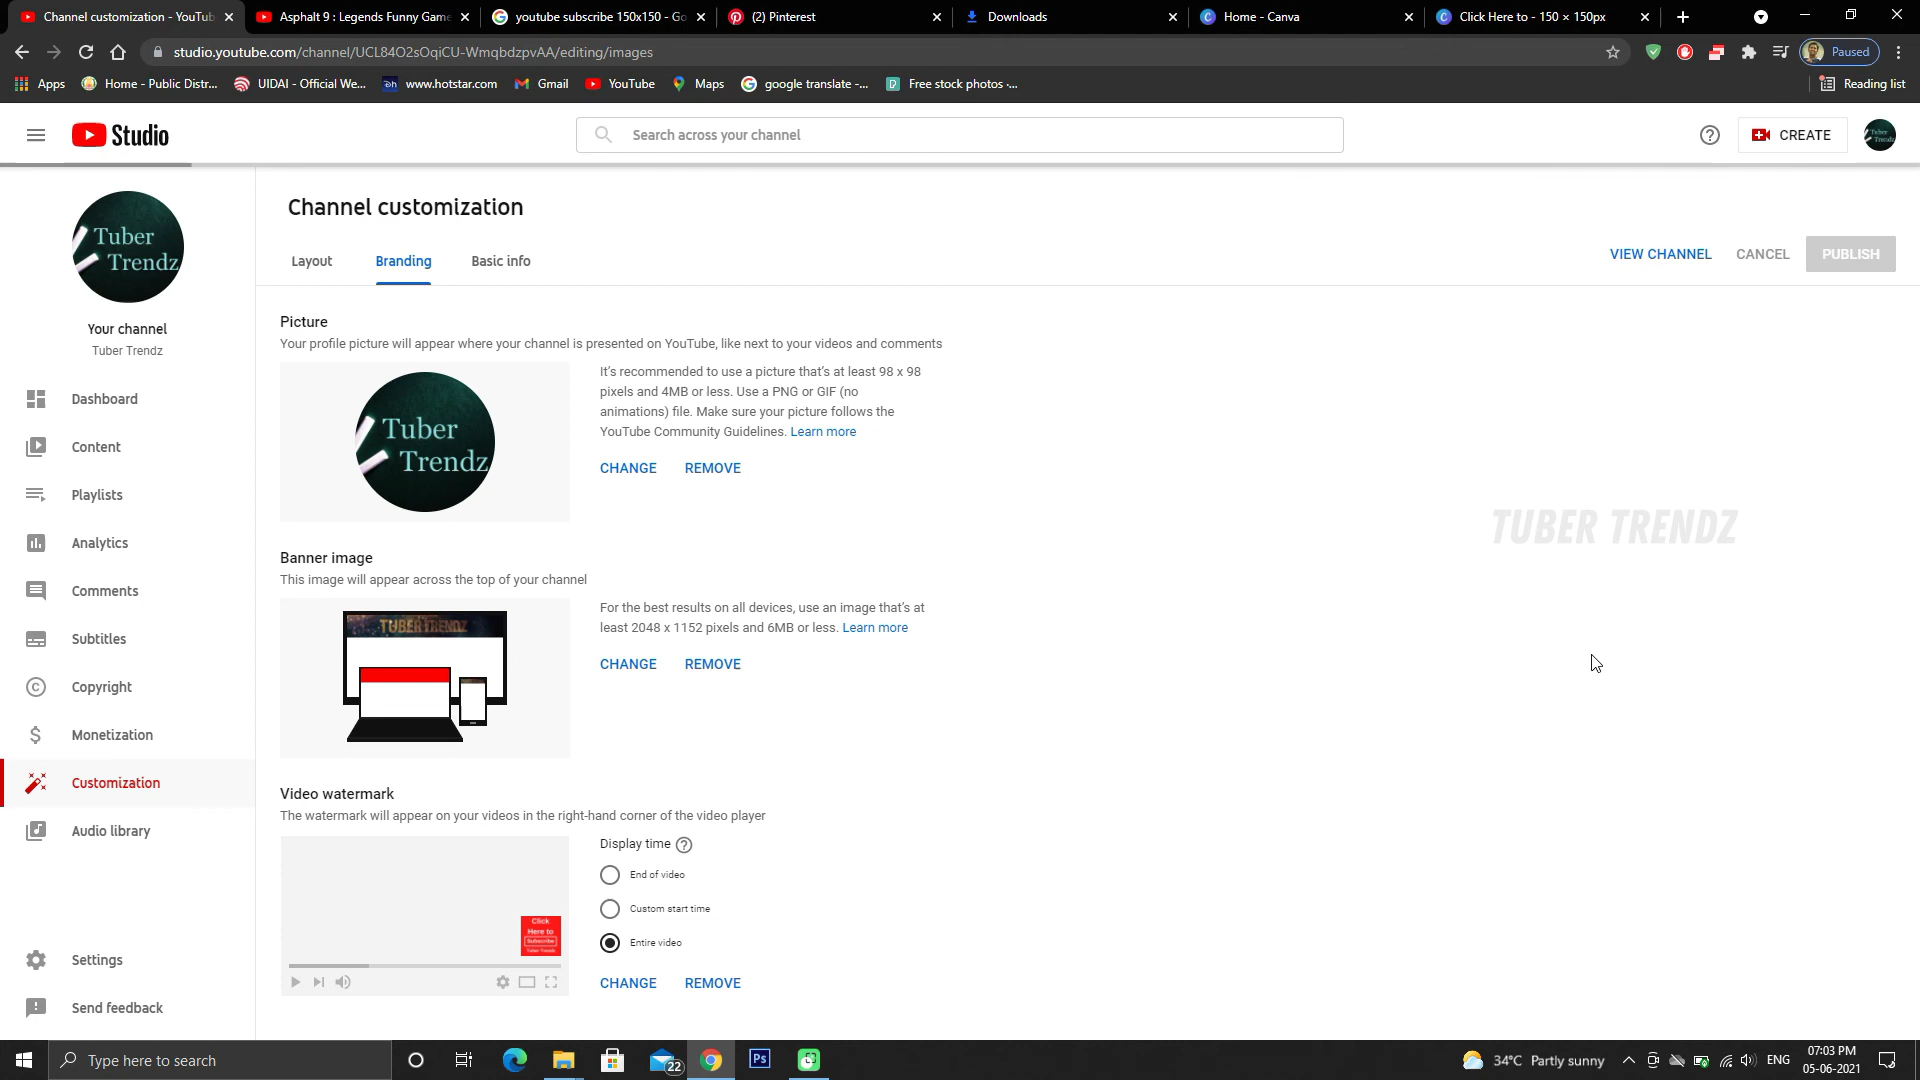 Channel customization - YouTub
Asphalt 9 : Legends Funny Game
youtube subscribe 150x150 - Go
(2) Pinterest
Downloads
Home - Canva
Click Here to - 150 × 150px
studio.youtube.com/channel/UCL84O2sOqiCU-WmqbdzpvAA/editing/images
Paused
Apps
Home - Public Distr...
UIDAI - Official We...
www.hotstar.com
Gmail
YouTube
Maps
google translate -...
Free stock photos -...
Reading list
Studio
Search across your channel
CREATE
Channel customization
Layout
Branding
Basic info
VIEW CHANNEL
CANCEL
PUBLISH
Tuber
Trendz
Your channel
Tuber Trendz
Dashboard
Content
Playlists
Analytics
Comments
Subtitles
Copyright
Monetization
Customization
Audio library
Settings
Send feedback
Picture
Your profile picture will appear where your channel is presented on YouTube, like next to your videos and comments
Tuber
Trendz
It's recommended to use a picture that's at least 98 x 98
pixels and 4MB or less. Use a PNG or GIF (no
animations) file. Make sure your picture follows the
YouTube Community Guidelines. Learn more
CHANGE
REMOVE
TUBER TRENDZ
Banner image
This image will appear across the top of your channel
TUBER TRENDZ
For the best results on all devices, use an image that's at
least 2048 x 1152 pixels and 6MB or less. Learn more
CHANGE
REMOVE
Video watermark
The watermark will appear on your videos in the right-hand corner of the video player
Click
Here to
Subscribe
Tuber Trendz
Display time
End of video
Custom start time
Entire video
CHANGE
REMOVE
Type here to search
22
Ps
34°C Partly sunny
ENG
07:03 PM
05-06-2021